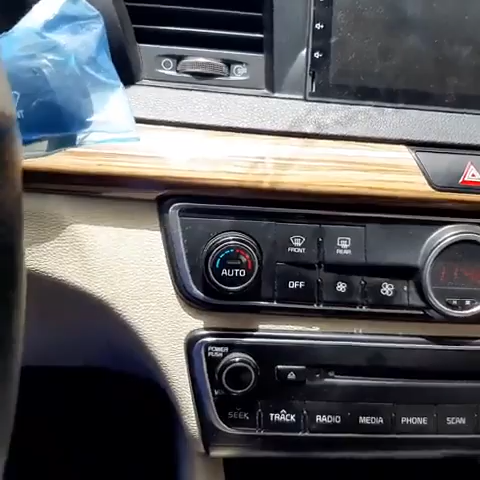 FRONT
REAR
AUTO
OFF
POWER
PUSH
SEEK
TRACK
RADIO
MEDIA
PHONE
SCAN